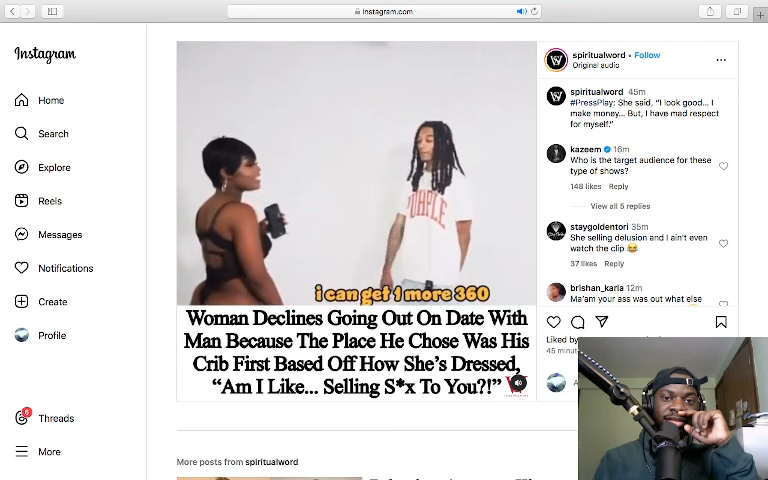 instagram.com
Instagram
Home
Search
Explore
Reels
Messages
Notifications
Create
Profile
6
Threads
More
PURPLE
i can get 1 more 360
Woman Declines Going Out On Date With
Man Because The Place He Chose Was His
Crib First Based Off How She's Dressed,
"Am I Like... Selling S*x To You?!"
spiritualword • Follow
Original audio
spiritualword 45m
#PressPlay: She said, "I look good... I
make money... But, I have mad respect
for myself."
kazeem 16m
Who is the target audience for these
type of shows?
148 likes Reply
View all 5 replies
staygoldentori 35m
She selling delusion and I ain't even
watch the clip
37 likes Reply
brishan_karla 12m
Ma'am your ass was out what else
Liked by
45 minut
A
More posts from spiritualword